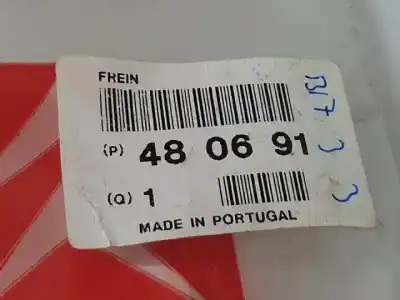 FREIN
(P) 48 06 91
(Q) 1
MADE IN PORTUGAL